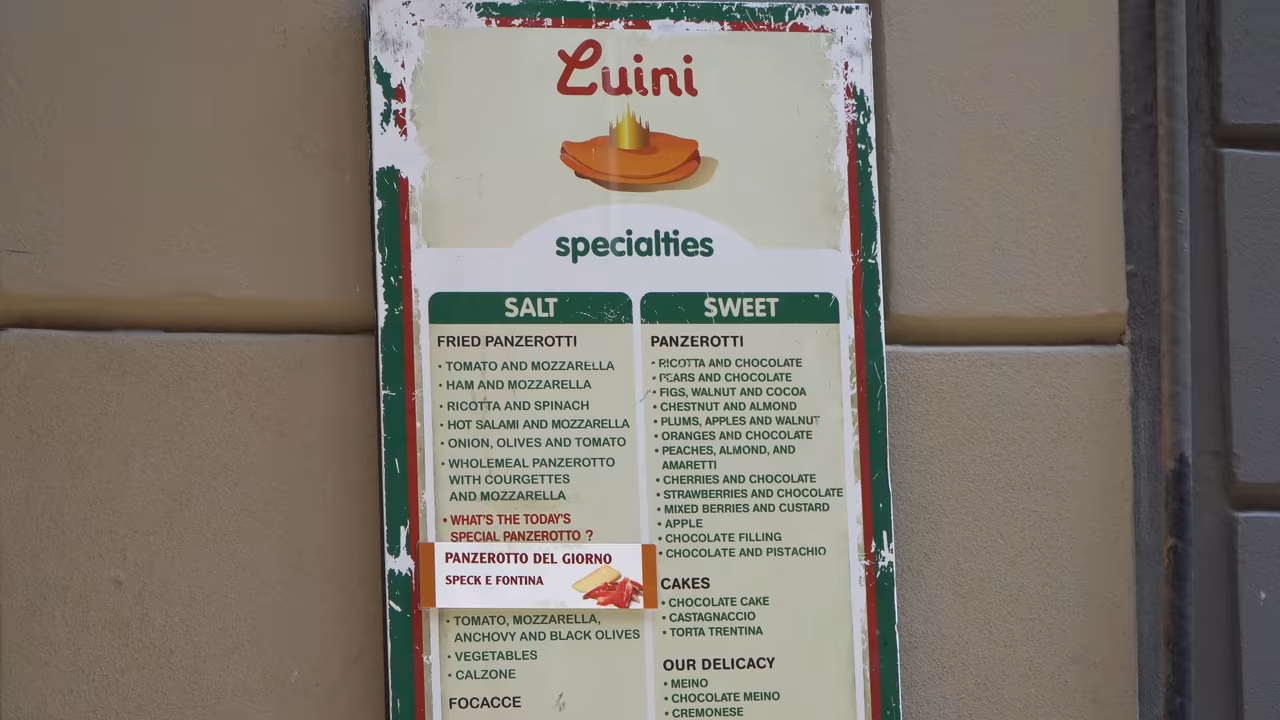 Luini
specialties
SALT
FRIED PANZEROTTI
• TOMATO AND MOZZARELLA
• HAM AND MOZZARELLA
• RICOTTA AND SPINACH
• HOT SALAMI AND MOZZARELLA
• ONION, OLIVES AND TOMATO
• WHOLEMEAL PANZEROTTO
WITH COURGETTES
AND MOZZARELLA
• WHAT'S THE TODAY'S
SPECIAL PANZEROTTO ?
PANZEROTTO DEL GIORNO
SPECK E FONTINA
• TOMATO, MOZZARELLA,
ANCHOVY AND BLACK OLIVES
• VEGETABLES
• CALZONE
FOCACCE
SWEET
PANZEROTTI
• RICOTTA AND CHOCOLATE
• PEARS AND CHOCOLATE
• FIGS, WALNUT AND COCOA
• CHESTNUT AND ALMOND
• PLUMS, APPLES AND WALNUT
• ORANGES AND CHOCOLATE
• PEACHES, ALMOND, AND
AMARETTI
• CHERRIES AND CHOCOLATE
• STRAWBERRIES AND CHOCOLATE
• MIXED BERRIES AND CUSTARD
• APPLE
• CHOCOLATE FILLING
• CHOCOLATE AND PISTACHIO
CAKES
• CHOCOLATE CAKE
• CASTAGNACCIO
• TORTA TRENTINA
OUR DELICACY
• MEINO
• CHOCOLATE MEINO
• CREMONESE